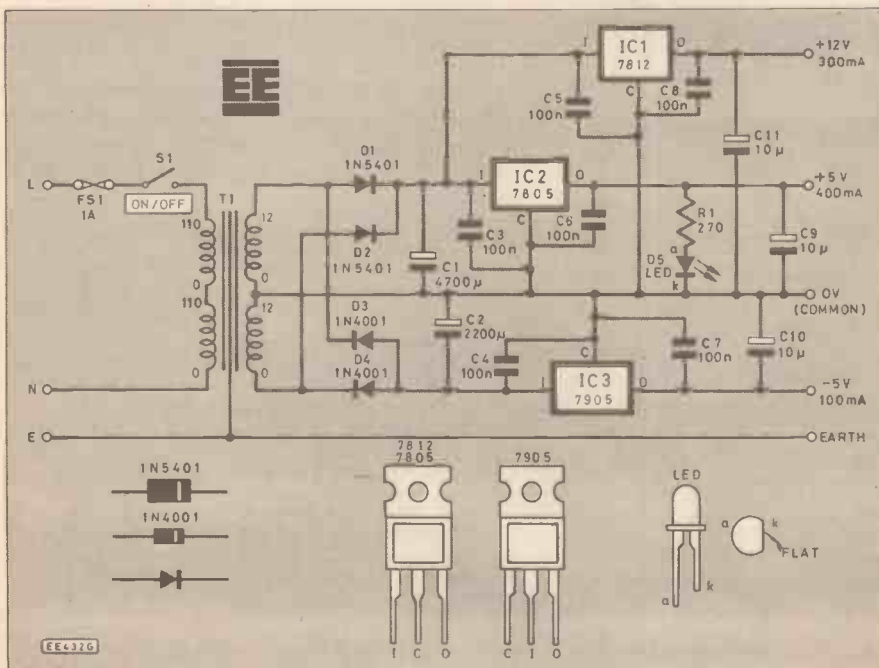 EE
I
IC1
7812
O
C
+12V
300mA
C5
100n
C8
100n
C11
10μ
D1
1N5401
I
IC2
7805
O
C
+5V
400mA
L
FS1
1A
S1
ON/OFF
T1
110
0
110
0
12
0
12
0
D2
1N5401
C1
4700μ
C3
100n
C6
100n
R1
270
a
D5
LED
k
C9
10μ
0V
(COMMON)
D3
1N4001
D4
1N4001
C2
2200μ
C4
100n
C
I
IC3
7905
O
C7
100n
C10
10μ
-5V
100mA
N
E
EARTH
1N5401
1N4001
7812
7805
I C O
7905
C I O
LED
a
k
a
k
FLAT
EE432G